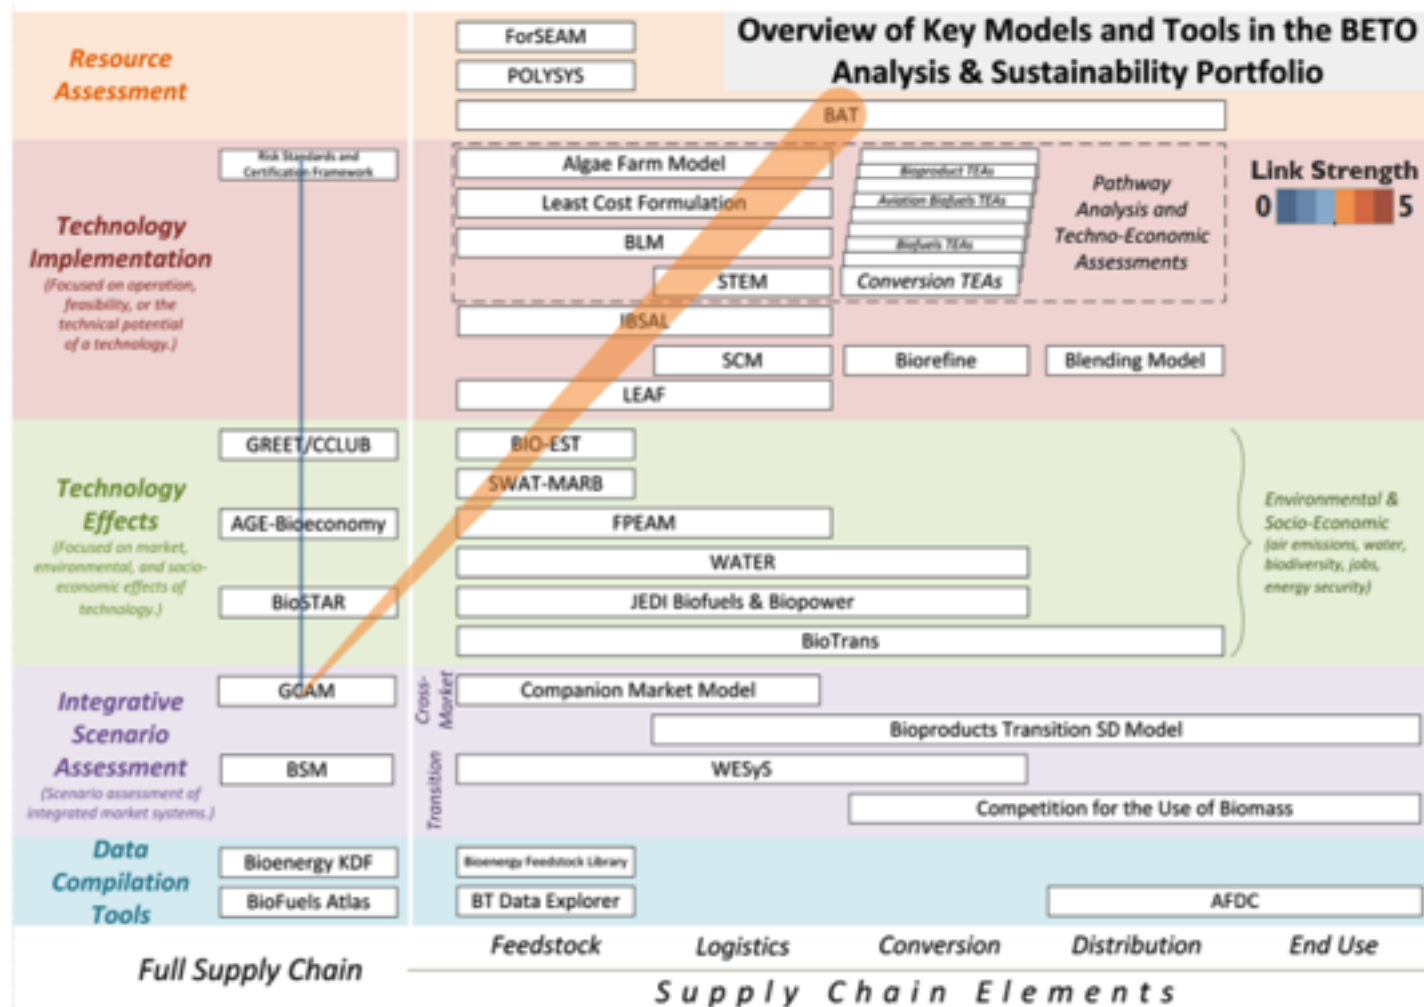 Overview of Key Models and Tools in the BETO
Analysis & Sustainability Portfolio
Resource
Assessment
ForSEAM
POLYSYS
BAT
Technology
Implementation
(Focused on operation,
feasibility, or the
technical potential
of a technology.)
Risk Standards and
Certification Framework
Algae Farm Model
Least Cost Formulation
BLM
STEM
IBSAL
SCM
LEAF
Bioproduct TEAs
Aviation Biofuels TEAs
Biofuels TEAs
Conversion TEAs
Biorefine
Blending Model
Pathway
Analysis and
Techno-Economic
Assessments
Link Strength
0 5
Technology
Effects
(Focused on market,
environmental, and socio-
economic effects of
technology.)
GREET/CCLUB
AGE-Bioeconomy
BioSTAR
BIO-EST
SWAT-MARB
FPEAM
WATER
JEDI Biofuels & Biopower
BioTrans
Environmental &
Socio-Economic
(air emissions, water,
biodiversity, jobs,
energy security)
Integrative
Scenario
Assessment
(Scenario assessment of
integrated market systems.)
GCAM
BSM
Cross-
Market
Transition
Companion Market Model
Bioproducts Transition SD Model
WESyS
Competition for the Use of Biomass
Data
Compilation
Tools
Bioenergy KDF
BioFuels Atlas
Bioenergy Feedstock Library
BT Data Explorer
AFDC
Full Supply Chain
Feedstock Logistics Conversion Distribution End Use
Supply Chain Elements